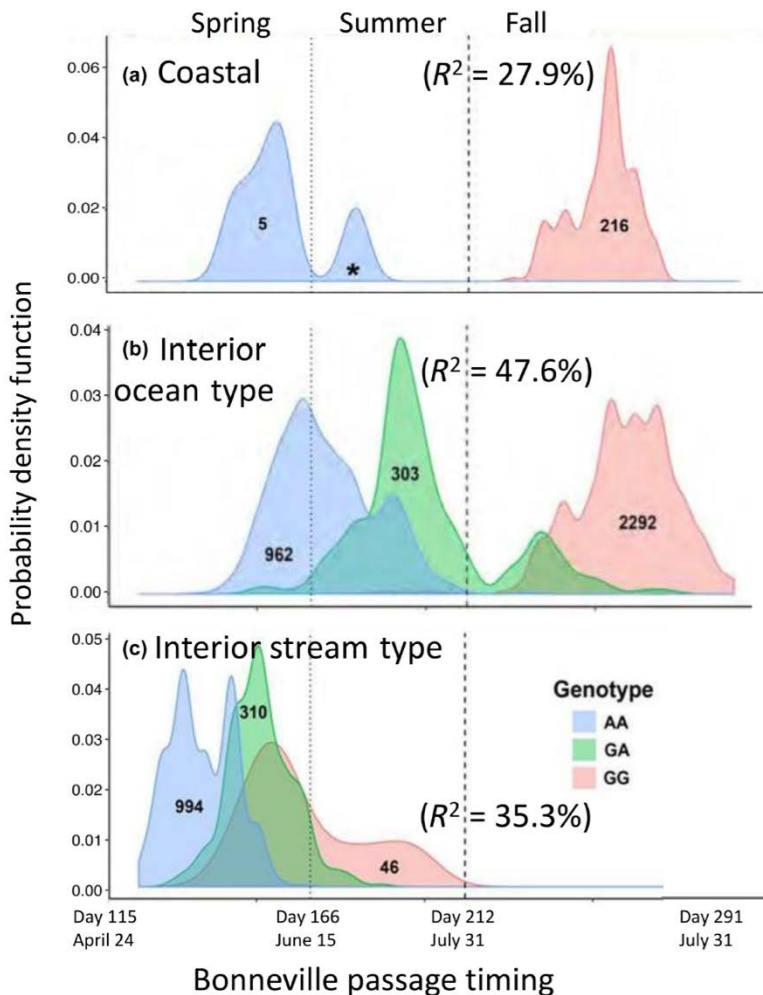 Spring Summer Fall
(a) Coastal (R² = 27.9%)
0.06
0.04
0.02
0.00
5
*
216
Probability density function
(b) Interior
ocean type
(R² = 47.6%)
0.04
0.03
0.02
0.01
0.00
962
303
2292
(c) Interior stream type
0.05
0.04
0.03
0.02
0.01
0.00
994
310
46
Genotype
AA
GA
GG
(R² = 35.3%)
Day 115 Day 166 Day 212 Day 291
April 24 June 15 July 31 July 31
Bonneville passage timing